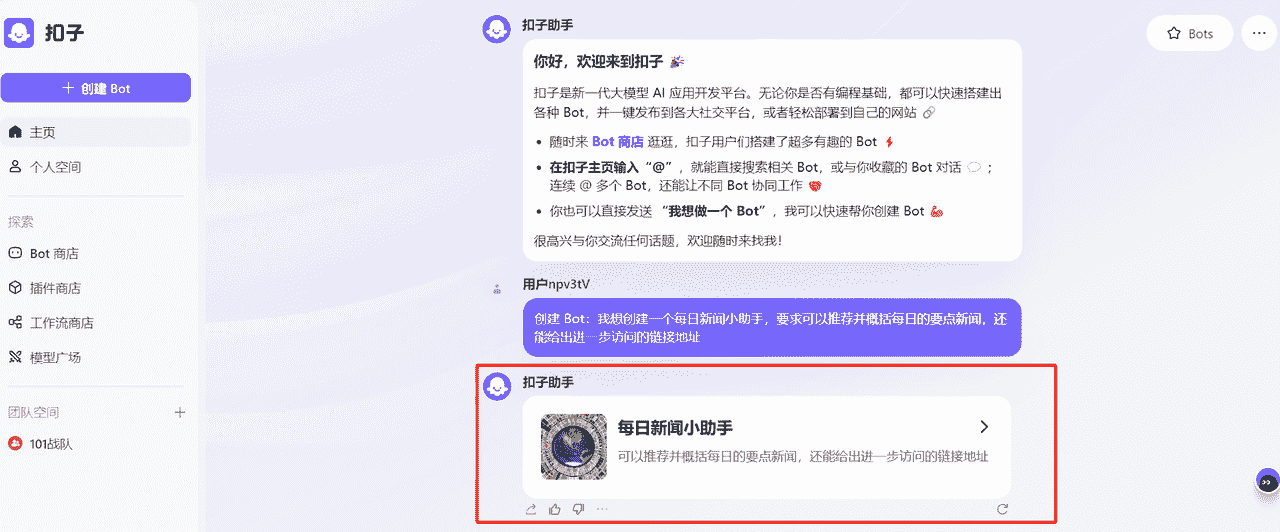 扣子
+ 创建 Bot
主页
个人空间
探索
Bot 商店
插件商店
工作流商店
模型广场
团队空间 +
101战队
Bots
扣子助手
你好，欢迎来到扣子 🎉
扣子是新一代大模型 AI 应用开发平台。无论你是否有编程基础，都可以快速搭建出
各种 Bot，并一键发布到各大社交平台，或者轻松部署到自己的网站 🔗
• 随时来 Bot 商店 逛逛，扣子用户们搭建了超多有趣的 Bot ⚡
• 在扣子主页输入“@”，就能直接搜索相关 Bot，或与你收藏的 Bot 对话 💬；
连续 @ 多个 Bot，还能让不同 Bot 协同工作 🤝
• 你也可以直接发送 “我想做一个 Bot”，我可以快速帮你创建 Bot 💪
很高兴与你交流任何话题，欢迎随时来找我！
用户npv3tV
创建 Bot：我想创建一个每日新闻小助手，要求可以推荐并概括每日的要点新闻，还
能给出进一步访问的链接地址
扣子助手
每日新闻小助手
可以推荐并概括每日的要点新闻，还能给出进一步访问的链接地址